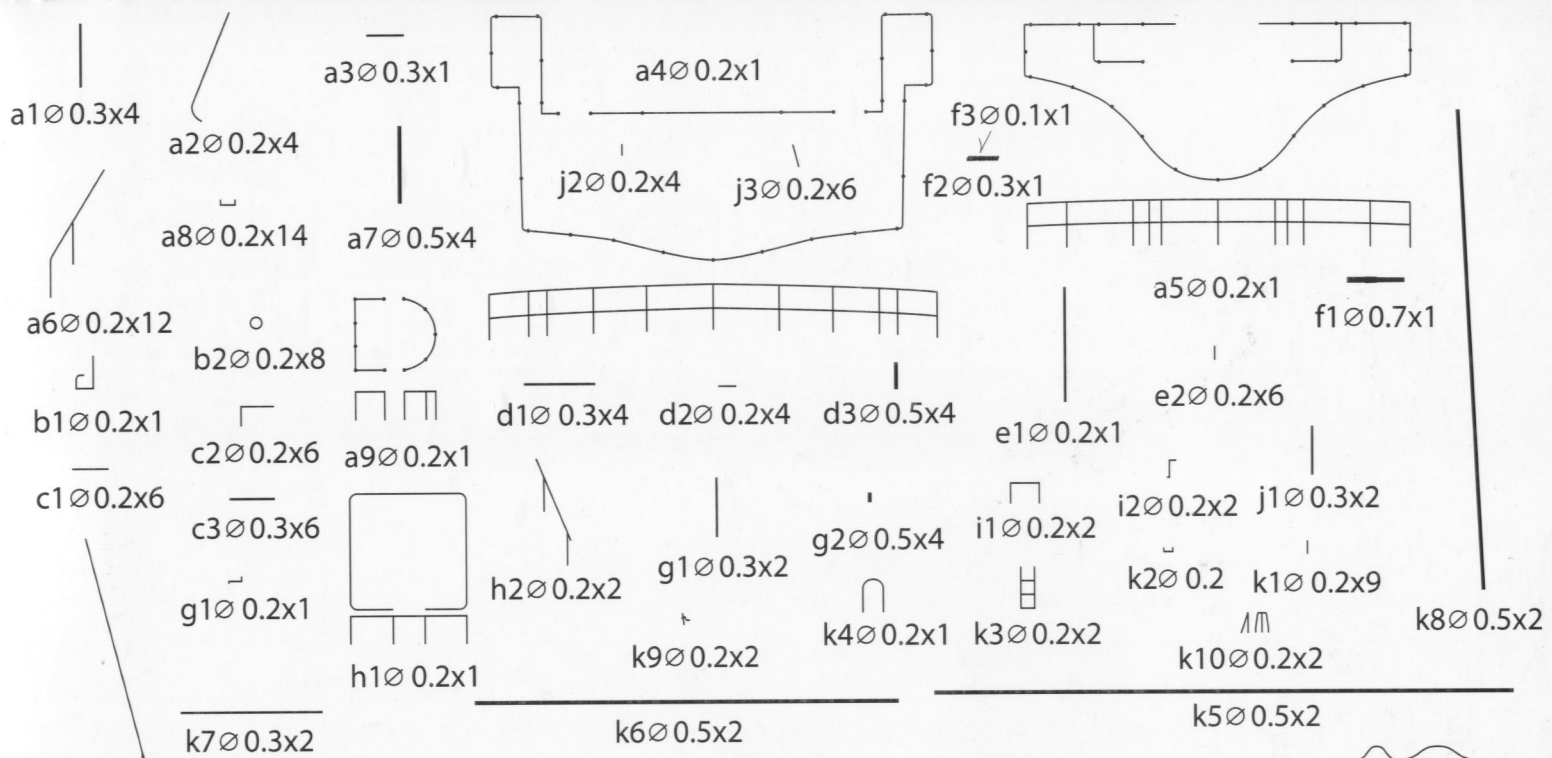 a1∅0.3x4
a2∅0.2x4
a3∅0.3x1
a4∅0.2x1
j2∅0.2x4
j3∅0.2x6
f3∅0.1x1
f2∅0.3x1
a8∅0.2x14
a7∅0.5x4
a5∅0.2x1
f1∅0.7x1
a6∅0.2x12
b2∅0.2x8
b1∅0.2x1
c2∅0.2x6
a9∅0.2x1
d1∅0.3x4
d2∅0.2x4
d3∅0.5x4
e1∅0.2x1
e2∅0.2x6
c1∅0.2x6
c3∅0.3x6
i2∅0.2x2
j1∅0.3x2
i1∅0.2x2
g2∅0.5x4
g1∅0.3x2
h2∅0.2x2
g1∅0.2x1
k2∅0.2
k1∅0.2x9
k4∅0.2x1
k3∅0.2x2
k8∅0.5x2
k9∅0.2x2
k10∅0.2x2
h1∅0.2x1
k7∅0.3x2
k6∅0.5x2
k5∅0.5x2